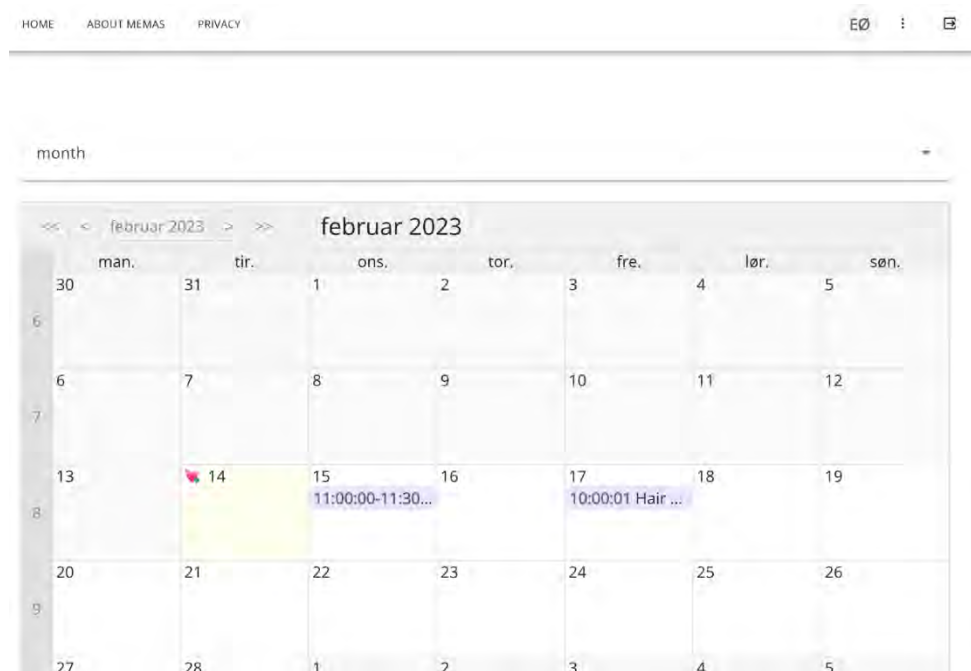 HOME ABOUT MEMAS PRIVACY EØ
month
<< < februar 2023 > >> februar 2023
man. tir. ons. tor. fre. lør. søn.
30 31 1 2 3 4 5
6
6 7 8 9 10 11 12
7
13 14 15 16 17 18 19
11:00:00-11:30... 10:00:01 Hair ...
8
20 21 22 23 24 25 26
9
27 28 1 2 3 4 5